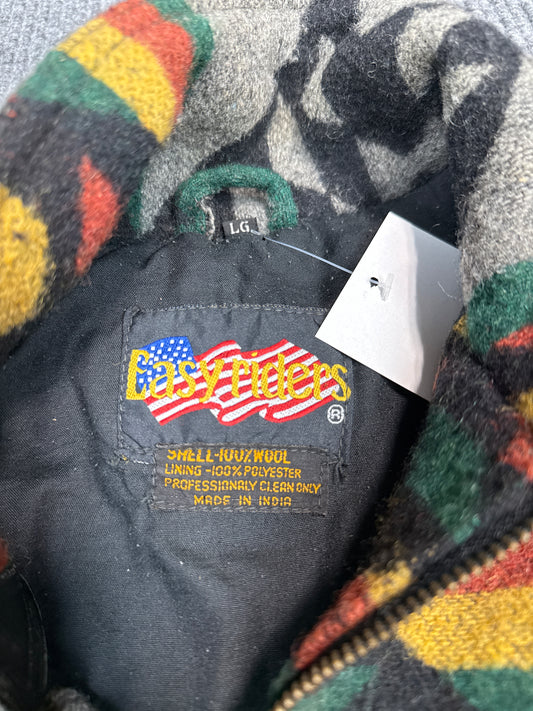 LG.
Easyriders
®
SHELL-100%WOOL
LINING -100% POLYESTER
PROFESSIONALY CLEAN ONLY
MADE IN INDIA